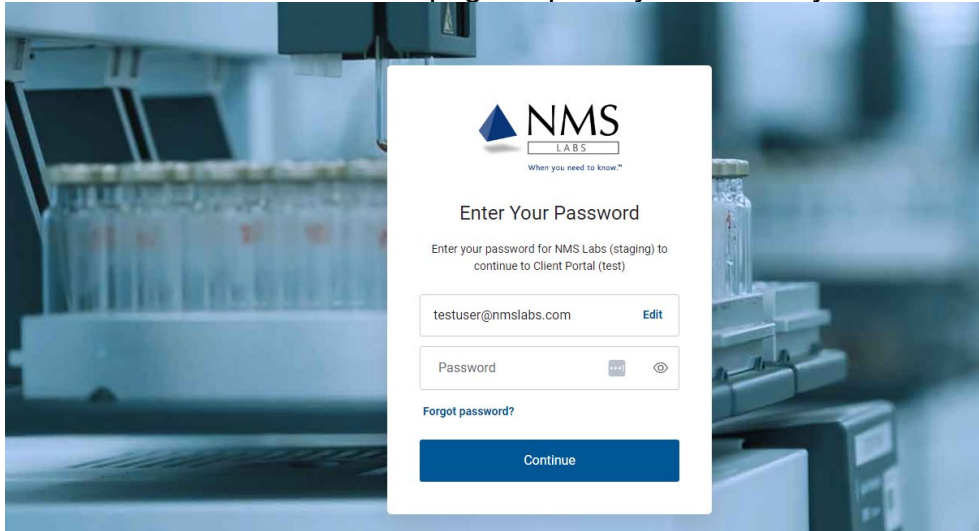 NMS
LABS
When you need to know.™
Enter Your Password
Enter your password for NMS Labs (staging) to
continue to Client Portal (test)
testuser@nmslabs.com Edit
Password
Forgot password?
Continue